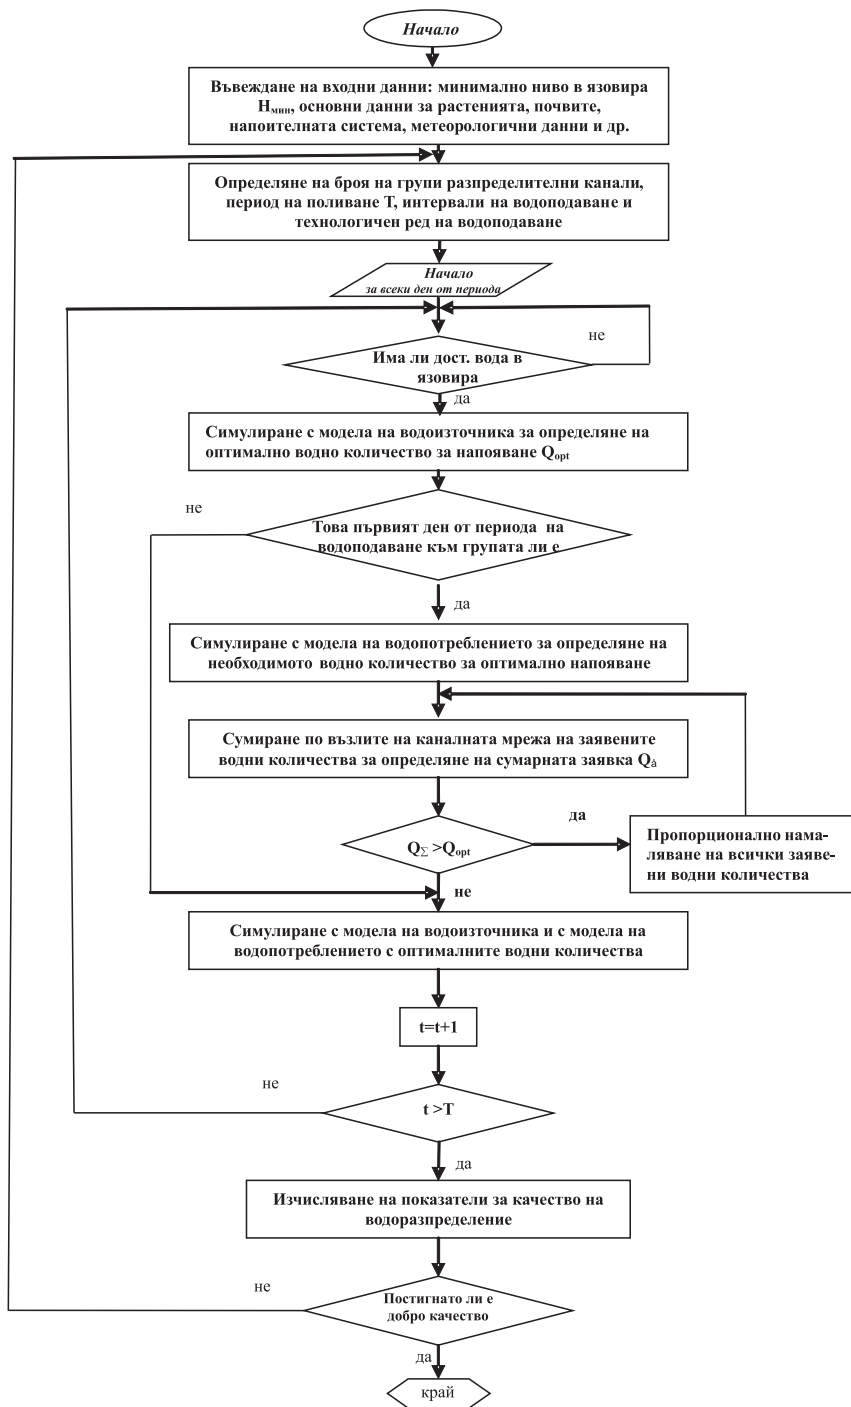 Начало
Въвеждане на входни данни: минимално ниво в язовира
Hмин, основни данни за растенията, почвите,
напоителната система, метеорологични данни и др.
Определяне на броя на групи разпределителни канали,
период на поливане T, интервали на водоподаване и
технологичен ред на водоподаване
Начало
за всеки ден от периода
не
Има ли дост. вода в
язовира
да
Симулиране с модела на водоизточника за определяне на
оптимално водно количество за напояване Qopt
не
Това първият ден от периода на
водоподаване към групата ли е
да
Симулиране с модела на водопотреблението за определяне на
необходимото водно количество за оптимално напояване
Сумиране по възлите на каналната мрежа на заявените
водни количества за определяне на сумарната заявка Qå
да
QΣ >Qopt
Пропорционално нама-
ляване на всички заяве-
ни водни количества
не
Симулиране с модела на водоизточника и с модела на
водопотреблението с оптималните водни количества
t=t+1
не
t >T
да
Изчисляване на показатели за качество на
водоразпределение
не
Постигнато ли е
добро качество
да
край